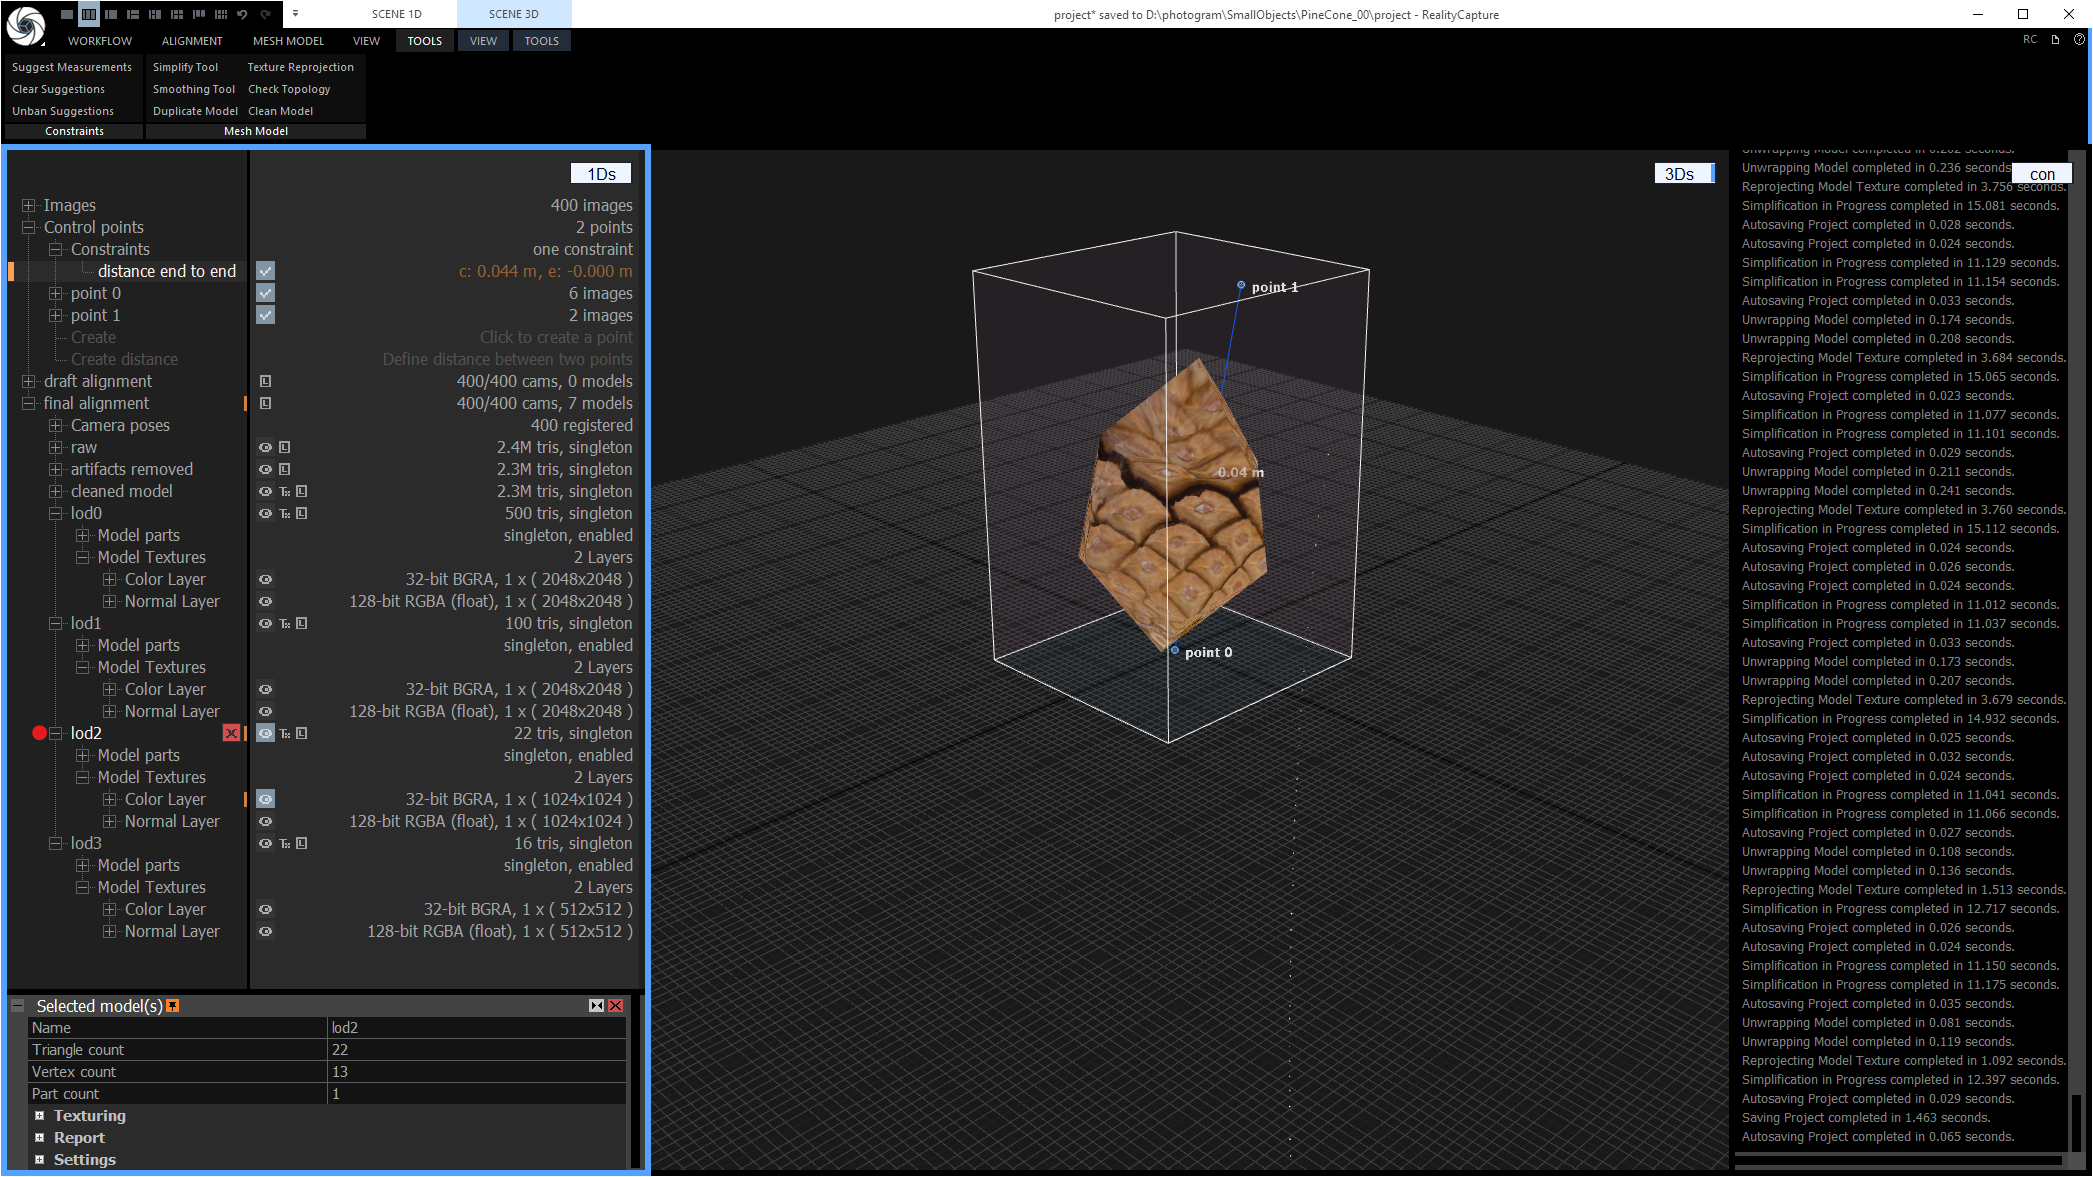 SCENE 1D SCENE 3D project* saved to D:\photogram\SmallObjects\PineCone_00\project - RealityCapture
WORKFLOW ALIGNMENT MESH MODEL VIEW TOOLS VIEW TOOLS RC
Suggest Measurements Simplify Tool Texture Reprojection
Clear Suggestions Smoothing Tool Check Topology
Unban Suggestions Duplicate Model Clean Model
Constraints Mesh Model
1Ds
Images 400 images
Control points 2 points
Constraints one constraint
distance end to end c: 0.044 m, e: -0.000 m
point 0 6 images
point 1 2 images
Create Click to create a point
Create distance Define distance between two points
draft alignment L 400/400 cams, 0 models
final alignment L 400/400 cams, 7 models
Camera poses 400 registered
raw L 2.4M tris, singleton
artifacts removed L 2.3M tris, singleton
cleaned model L 2.3M tris, singleton
lod0 L 500 tris, singleton
Model parts singleton, enabled
Model Textures 2 Layers
Color Layer 32-bit BGRA, 1 x ( 2048x2048 )
Normal Layer 128-bit RGBA (float), 1 x ( 2048x2048 )
lod1 L 100 tris, singleton
Model parts singleton, enabled
Model Textures 2 Layers
Color Layer 32-bit BGRA, 1 x ( 2048x2048 )
Normal Layer 128-bit RGBA (float), 1 x ( 2048x2048 )
lod2 L 22 tris, singleton
Model parts singleton, enabled
Model Textures 2 Layers
Color Layer 32-bit BGRA, 1 x ( 1024x1024 )
Normal Layer 128-bit RGBA (float), 1 x ( 1024x1024 )
lod3 L 16 tris, singleton
Model parts singleton, enabled
Model Textures 2 Layers
Color Layer 32-bit BGRA, 1 x ( 512x512 )
Normal Layer 128-bit RGBA (float), 1 x ( 512x512 )
Selected model(s)
Name lod2
Triangle count 22
Vertex count 13
Part count 1
Texturing
Report
Settings
3Ds
point 1
0.04 m
point 0
con
Unwrapping Model completed in 0.202 seconds.
Unwrapping Model completed in 0.236 seconds
Reprojecting Model Texture completed in 3.756 seconds.
Simplification in Progress completed in 15.081 seconds.
Autosaving Project completed in 0.028 seconds.
Autosaving Project completed in 0.024 seconds.
Simplification in Progress completed in 11.129 seconds.
Simplification in Progress completed in 11.154 seconds.
Autosaving Project completed in 0.033 seconds.
Unwrapping Model completed in 0.174 seconds.
Unwrapping Model completed in 0.208 seconds.
Reprojecting Model Texture completed in 3.684 seconds.
Simplification in Progress completed in 15.065 seconds.
Autosaving Project completed in 0.023 seconds.
Simplification in Progress completed in 11.077 seconds.
Simplification in Progress completed in 11.101 seconds.
Autosaving Project completed in 0.029 seconds.
Unwrapping Model completed in 0.211 seconds.
Unwrapping Model completed in 0.241 seconds.
Reprojecting Model Texture completed in 3.760 seconds.
Simplification in Progress completed in 15.112 seconds.
Autosaving Project completed in 0.024 seconds.
Autosaving Project completed in 0.026 seconds.
Autosaving Project completed in 0.024 seconds.
Simplification in Progress completed in 11.012 seconds.
Simplification in Progress completed in 11.037 seconds.
Autosaving Project completed in 0.033 seconds.
Unwrapping Model completed in 0.173 seconds.
Unwrapping Model completed in 0.207 seconds.
Reprojecting Model Texture completed in 3.679 seconds.
Simplification in Progress completed in 14.932 seconds.
Autosaving Project completed in 0.025 seconds.
Autosaving Project completed in 0.032 seconds.
Autosaving Project completed in 0.024 seconds.
Simplification in Progress completed in 11.041 seconds.
Simplification in Progress completed in 11.066 seconds.
Autosaving Project completed in 0.027 seconds.
Unwrapping Model completed in 0.108 seconds.
Unwrapping Model completed in 0.136 seconds.
Reprojecting Model Texture completed in 1.513 seconds.
Simplification in Progress completed in 12.717 seconds.
Autosaving Project completed in 0.026 seconds.
Autosaving Project completed in 0.024 seconds.
Simplification in Progress completed in 11.150 seconds.
Simplification in Progress completed in 11.175 seconds.
Autosaving Project completed in 0.035 seconds.
Unwrapping Model completed in 0.081 seconds.
Unwrapping Model completed in 0.119 seconds.
Reprojecting Model Texture completed in 1.092 seconds.
Simplification in Progress completed in 12.397 seconds.
Autosaving Project completed in 0.029 seconds.
Saving Project completed in 1.463 seconds.
Autosaving Project completed in 0.065 seconds.